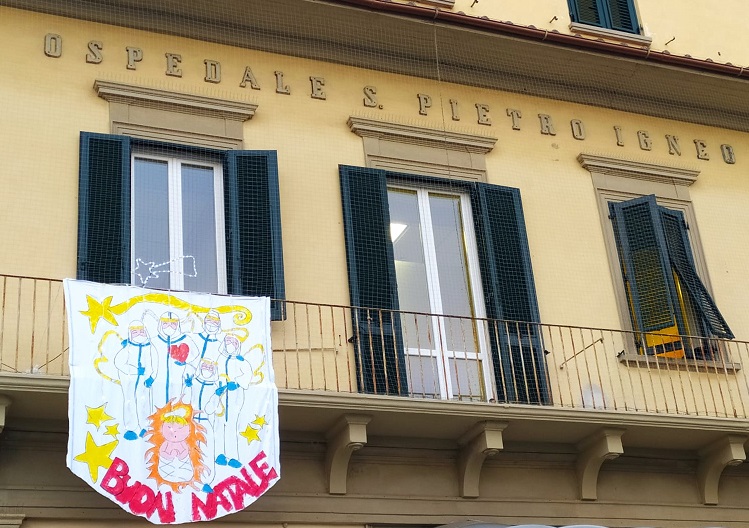 OSPEDALE S. PIETRO IGNEO
BUON NATALE